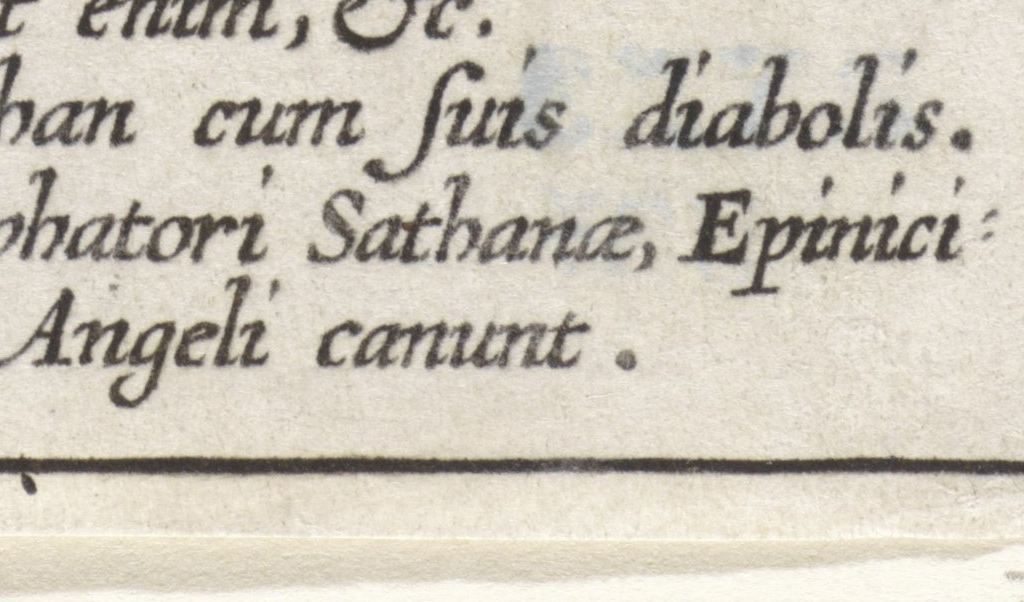 enim, &c.
han cum ſuis diabolis.
phatori Sathanæ, Epinici:
Angeli canunt.